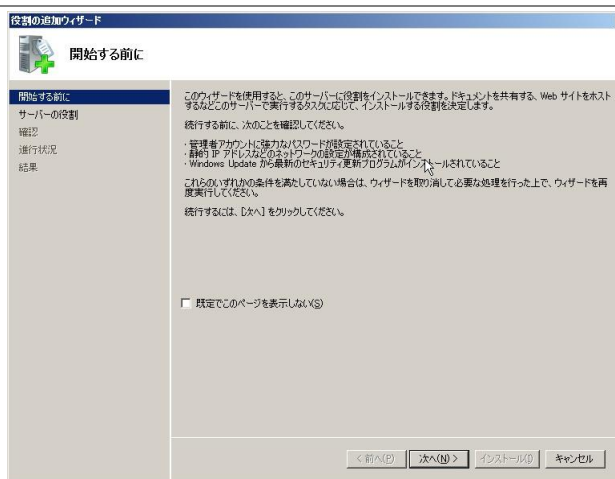 役割の追加ウィザード
開始する前に
開始する前に
サーバーの役割
確認
進行状況
結果
このウィザードを使用すると、このサーバーに役割をインストールできます。ドキュメントを共有する、Web サイトをホスト
するなどこのサーバーで実行するタスクに応じて、インストールする役割を決定します。
続行する前に、次のことを確認してください。
・管理者アカウントに強力なパスワードが設定されていること
・静的 IP アドレスなどのネットワークの設定が構成されていること
・Windows Update から最新のセキュリティ更新プログラムがインストールされていること
これらのいずれかの条件を満たしていない場合は、ウィザードを取り消して必要な処理を行った上で、ウィザードを再
度実行してください。
続行するには、[次へ] をクリックしてください。
既定でこのページを表示しない(S)
< 前へ(P)
次へ(N) >
インストール(I)
キャンセル